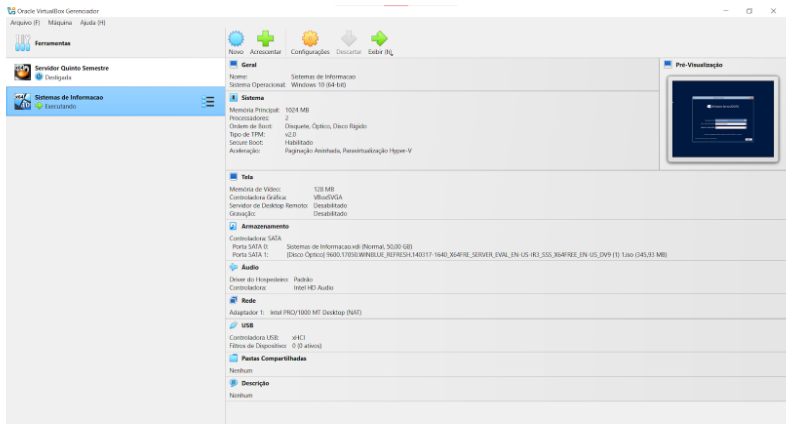 Oracle VirtualBox Gerenciador
Arquivo (F) Máquina Ajuda (H)
Ferramentas
Servidor Quinto Semestre
Desligada
Sistemas de Informacao
Executando
Novo Acrescentar Configurações Descartar Exibir (N)
Geral
Nome: Sistemas de Informacao
Sistema Operacional: Windows 10 (64-bit)
Pré-Visualização
Sistema
Memória Principal: 1024 MB
Processadores: 2
Ordem de Boot: Disquete, Óptico, Disco Rígido
Tipo de TPM: v2.0
Secure Boot: Habilitado
Aceleração: Paginação Aninhada, Paravirtualização Hyper-V
Tela
Memória de Vídeo: 128 MB
Controladora Gráfica: VBoxSVGA
Servidor de Desktop Remoto: Desabilitado
Gravação: Desabilitado
Armazenamento
Controladora: SATA
Porta SATA 0: Sistemas de Informacao.vdi (Normal, 50,00 GB)
Porta SATA 1: [Disco Óptico] 9600.17050.WINBLUE_REFRESH.140317-1640_X64FRE_SERVER_EVAL_EN-US-IR3_SSS_X64FREE_EN-US_DV9 (1) 1.iso (345,93 MB)
Áudio
Driver do Hospedeiro: Padrão
Controladora: Intel HD Audio
Rede
Adaptador 1: Intel PRO/1000 MT Desktop (NAT)
USB
Controladora USB: xHCI
Filtros de Dispositivo: 0 (0 ativos)
Pastas Compartilhadas
Nenhum
Descrição
Nenhum